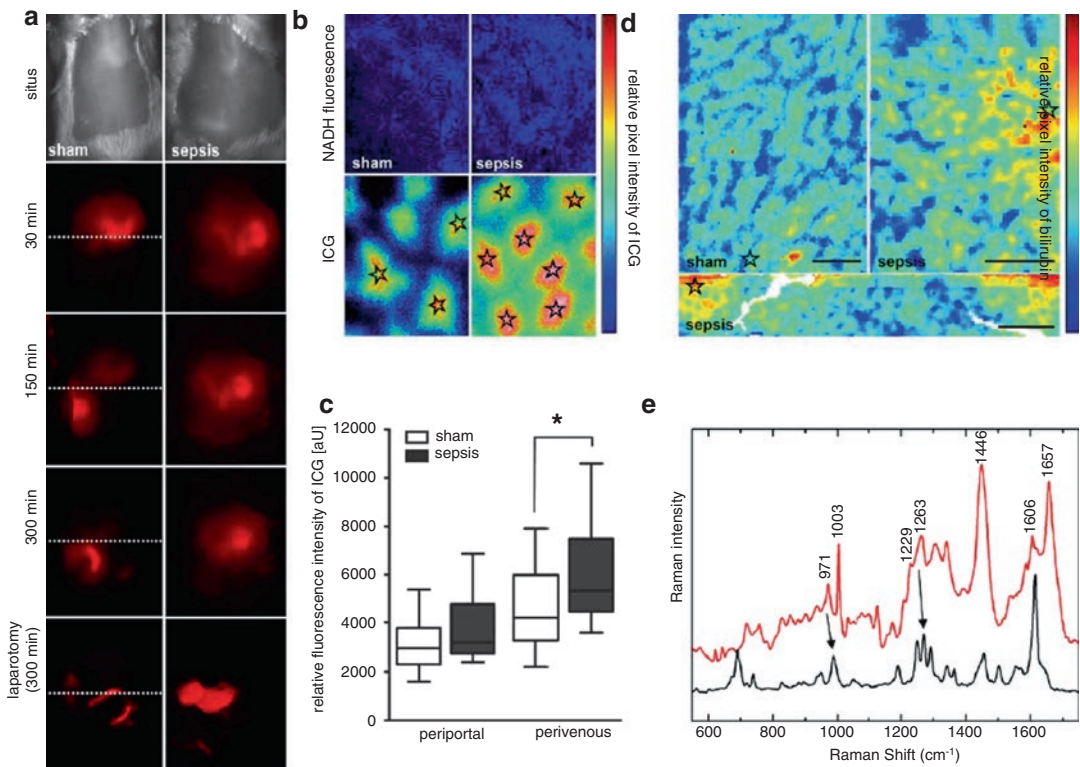 a
situs
sham
sepsis
30 min
150 min
300 min
laparotomy
(300 min)
b
NADH fluorescence
sham
sepsis
ICG
relative pixel intensity of ICG
c
relative fluorescence intensity of ICG [aU]
12000
10000
8000
6000
4000
2000
0
sham
sepsis
*
periportal
perivenous
d
sham
sepsis
sepsis
relative pixel intensity of bilirubin
e
Raman intensity
971
1003
1229
1263
1446
1606
1657
600
800
1000
1200
1400
1600
Raman Shift (cm⁻¹)